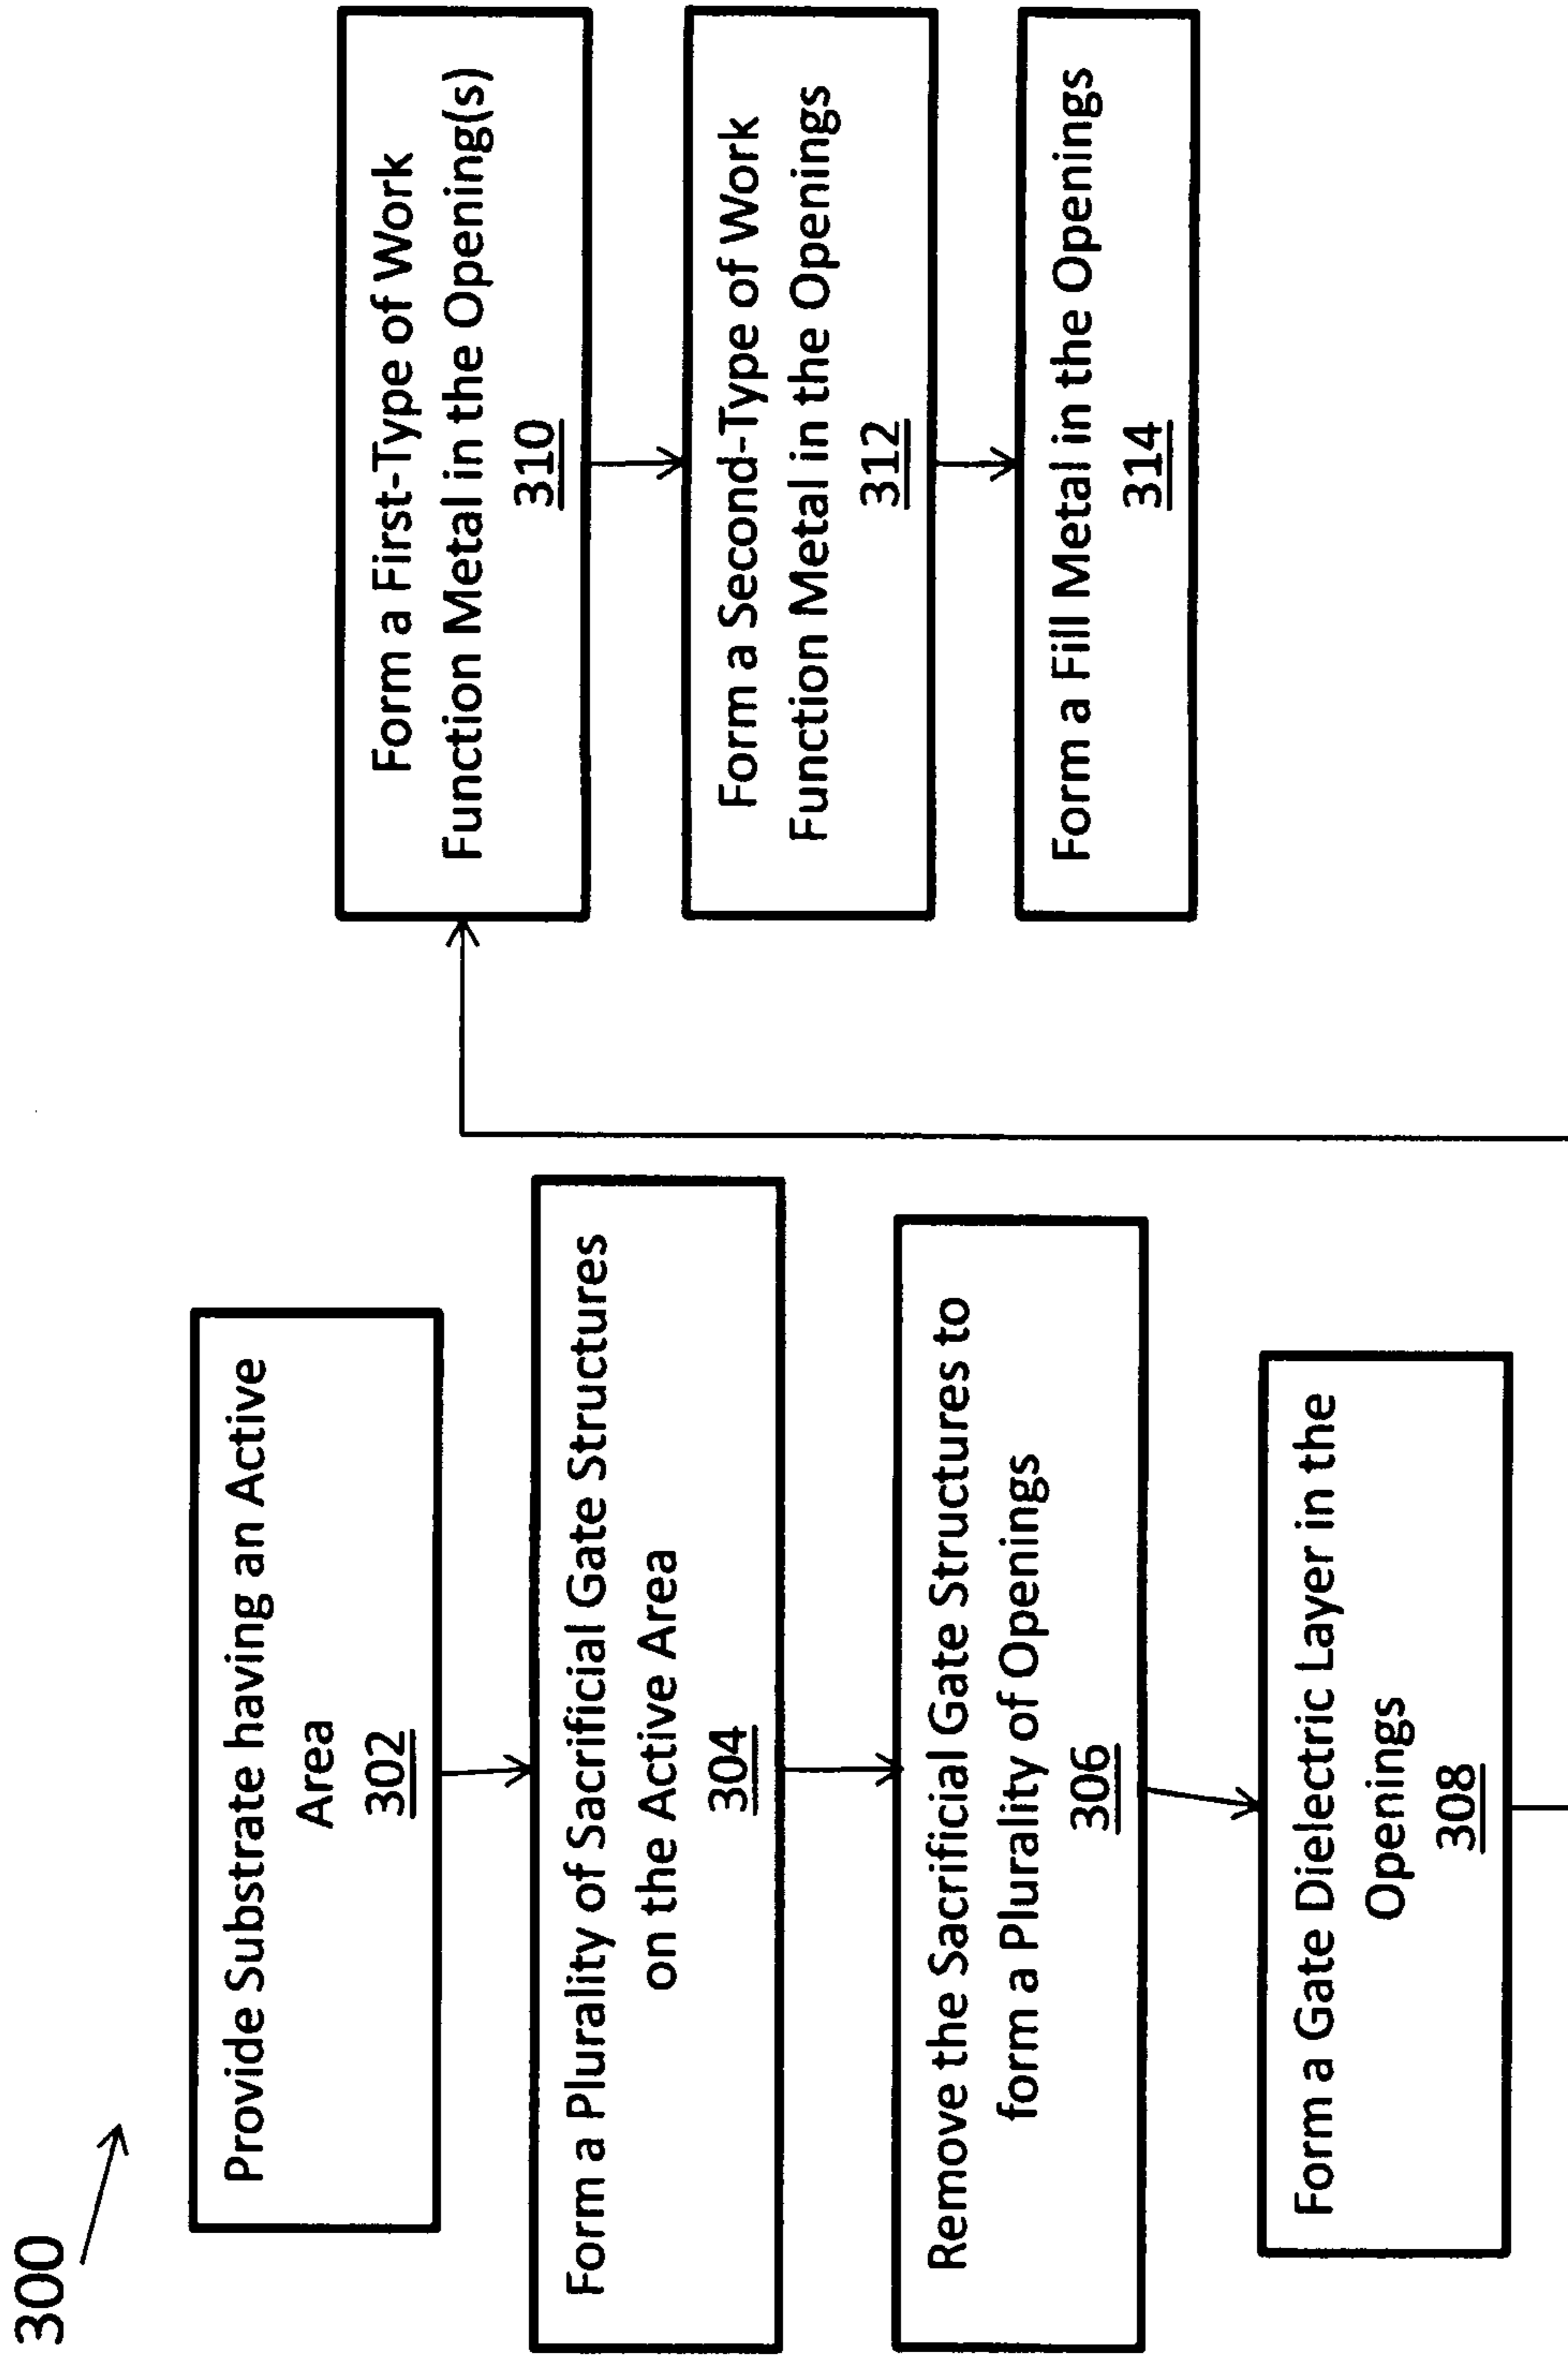 300
Provide Substrate having an Active
Area
302
Form a Plurality of Sacrificial Gate Structures
on the Active Area
304
Remove the Sacrificial Gate Structures to
form a Plurality of Openings
306
Form a Gate Dielectric Layer in the
Openings
308
Form a First-Type of Work
Function Metal in the Opening(s)
310
Form a Second-Type of Work
Function Metal in the Openings
312
Form a Fill Metal in the Openings
314